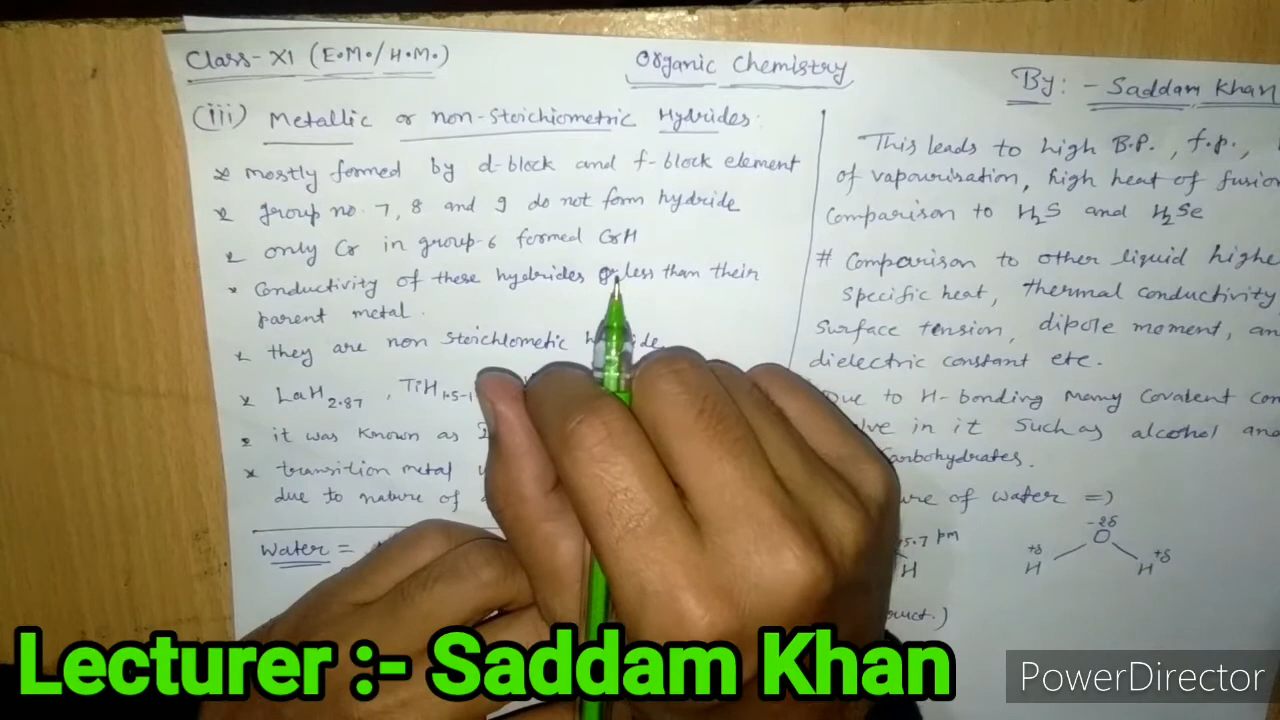 Class-XI (E.M./H.M.)
Organic Chemistry
By:- Saddam Khan
(iii) Metallic or non-Stoichiometric Hydrides:
* mostly formed by d-block and f-block element
* group no. 7, 8 and 9 do not form hydride
* only Cr in group-6 formed CrH
* Conductivity of these hydrides less than their
parent metal.
* they are non Stoichiometic
* LaH2.87 , TiH1.5-1
* it was known as
* transition metal
due to nature of
Water =
This leads to high B.P., f.p.,
of vapourisation, high heat of fusion
Comparison to H2S and H2Se
# Comparison to other liquid highe
Specific heat, thermal conductivity,
Surface tension, dipole moment, an
dielectric constant etc.
Due to H-bonding many Covalent com
in it Such as alcohol and
Carbohydrates.
of water =>
5.7 pm
H
-2δ
O
+δ
H
+δ
H
Lecturer :- Saddam Khan
PowerDirector